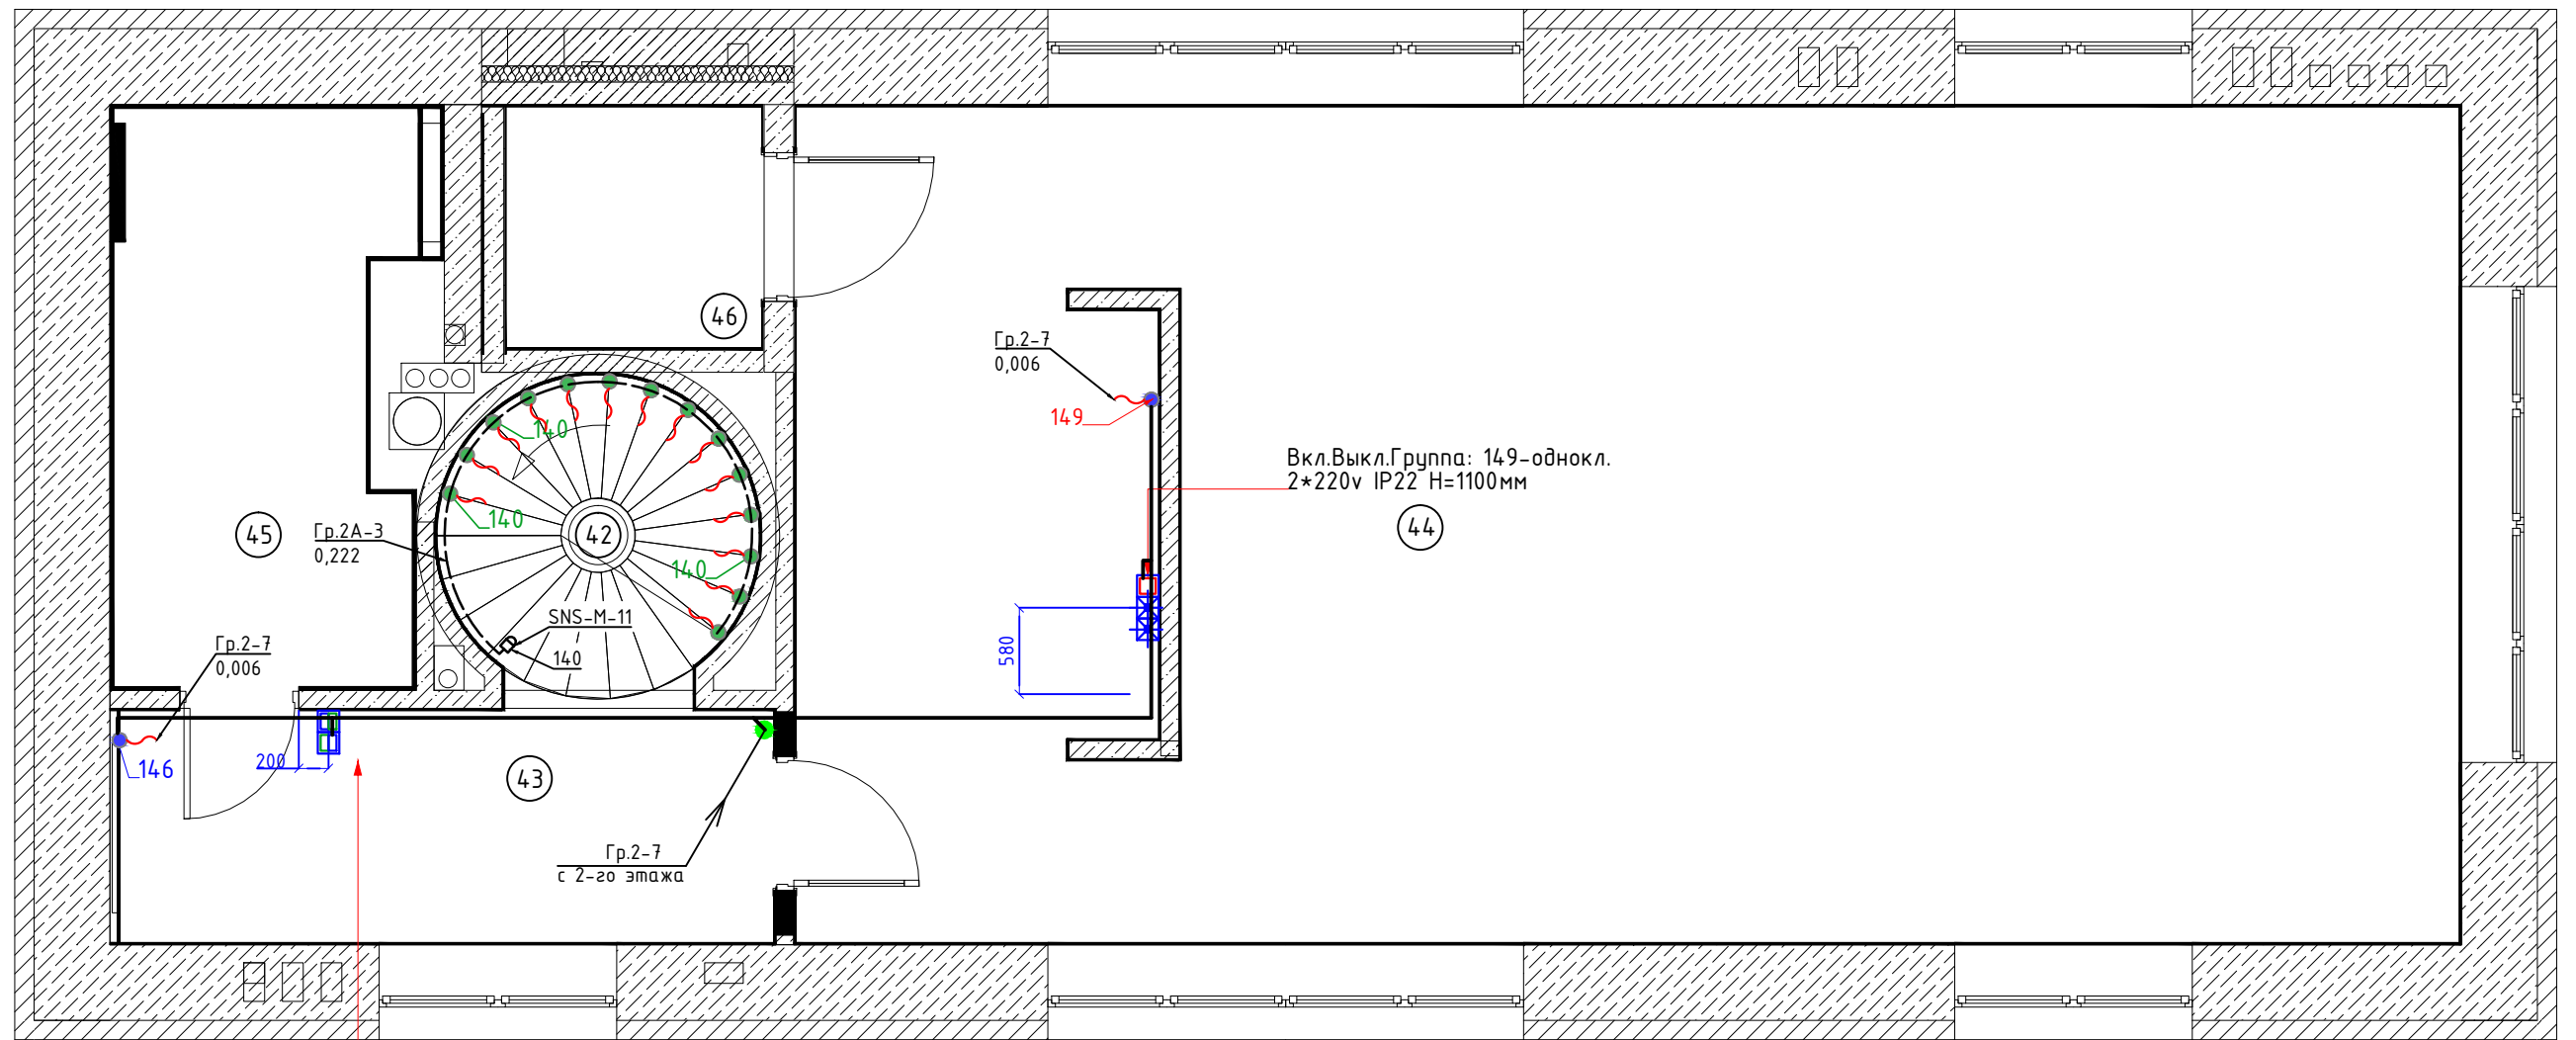 46
Гр.2-7
0,006
149
140
Вкл.Выкл.Группа: 149-однокл.
2*220v IP22 H=1100мм
44
140
45
Гр.2А-3
0,222
42
140
SNS-M-11
140
580
Гр.2-7
0,006
146
200
43
Гр.2-7
с 2-го этажа